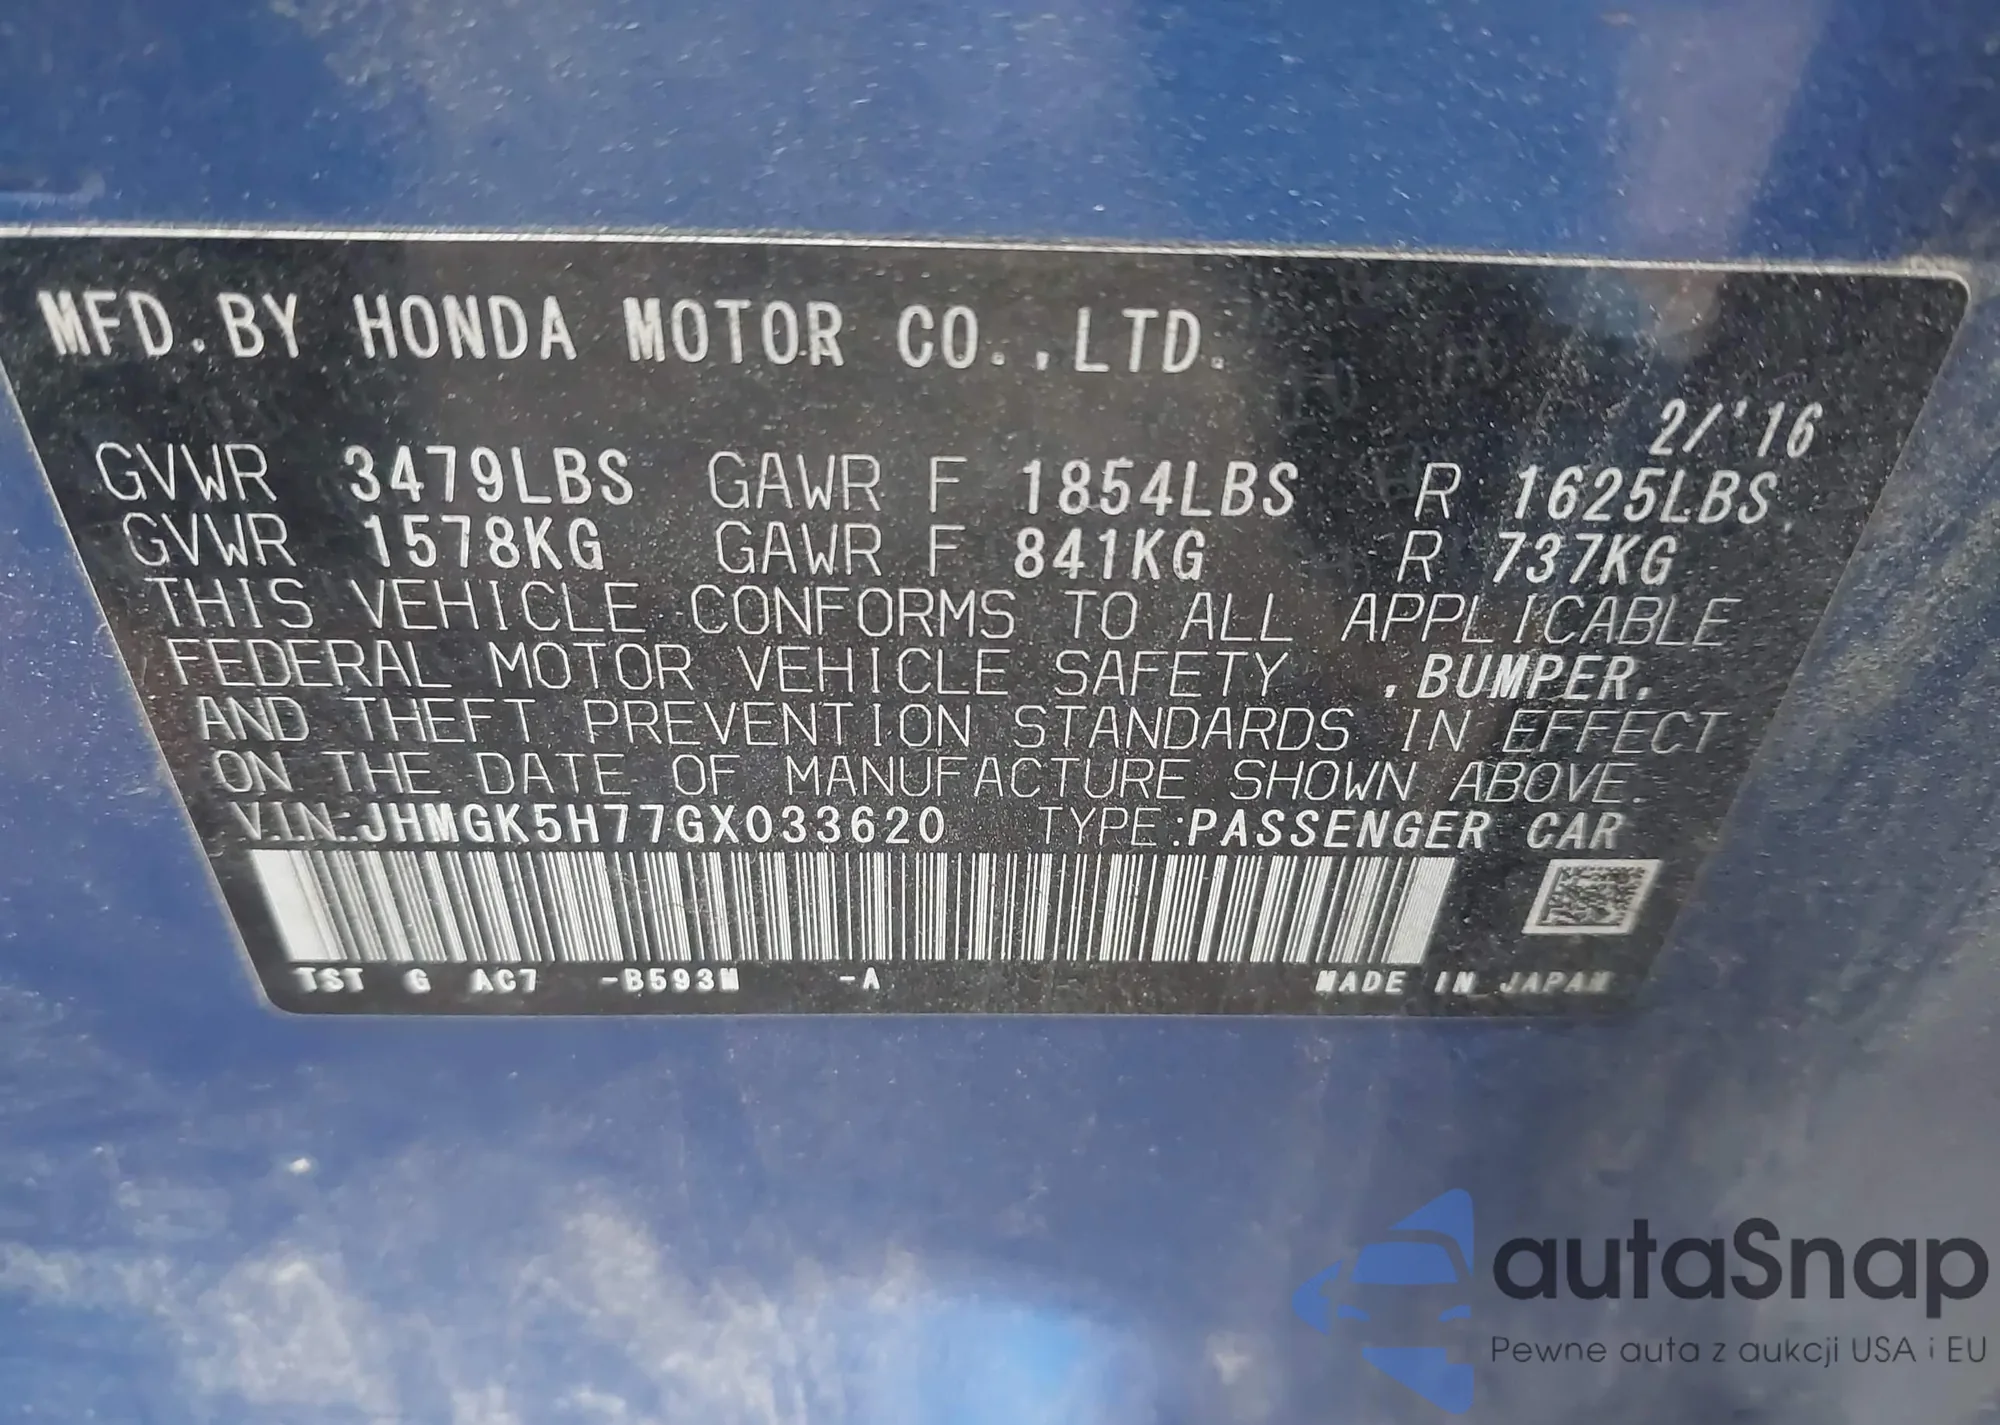 MFD.BY HONDA MOTOR CO.,LTD.
2/'16
GVWR 3479LBS GAWR F 1854LBS R 1625LBS
GVWR 1578KG GAWR F 841KG R 737KG
THIS VEHICLE CONFORMS TO ALL APPLICABLE
FEDERAL MOTOR VEHICLE SAFETY ,BUMPER,
AND THEFT PREVENTION STANDARDS IN EFFECT
ON THE DATE OF MANUFACTURE SHOWN ABOVE.
V.I.N:JHMGK5H77GX033620 TYPE:PASSENGER CAR
TST G AC7 -B593M -A MADE IN JAPAN
autaSnap
Pewne auta z aukcji USA i EU